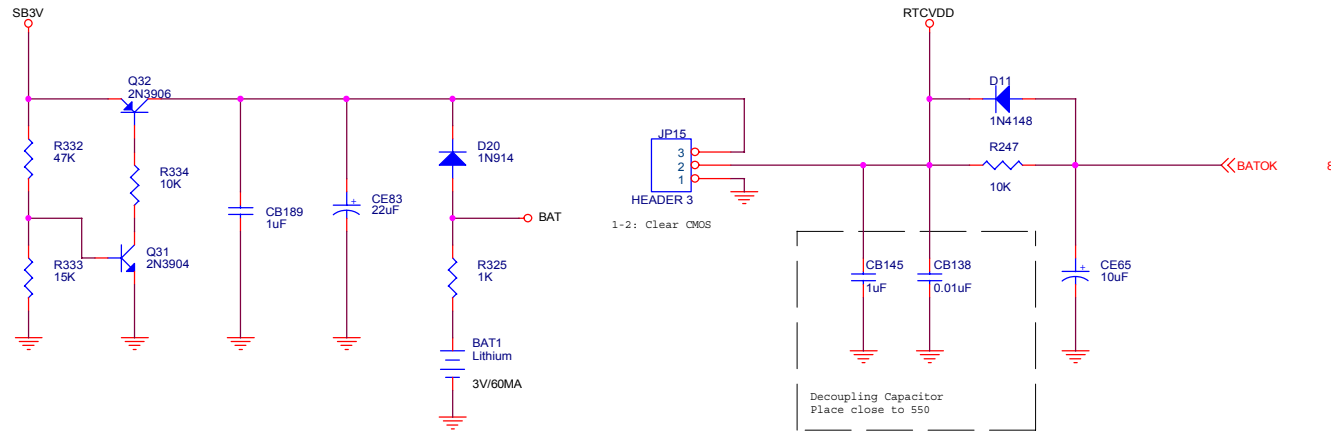 SB3V
RTCVDD
Q32
2N3906
D11
1N4148
R332
47K
R334
10K
D20
1N914
JP15
3
2
1
HEADER 3
R247
10K
BATOK
8
CB189
1uF
CE83
22uF
BAT
1-2: Clear CMOS
Q31
2N3904
R333
15K
R325
1K
CB145
1uF
CB138
0.01uF
CE65
10uF
BAT1
Lithium
3V/60MA
Decoupling Capacitor
Place close to 550